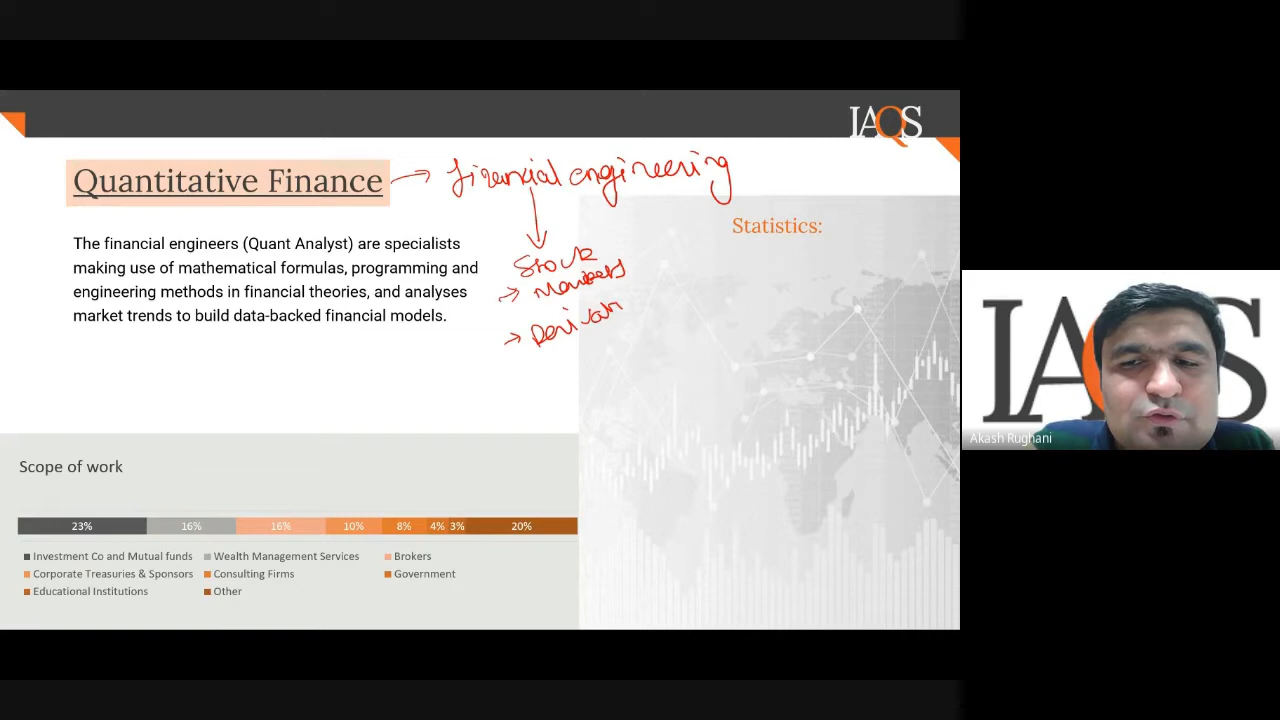 IAQS
Quantitative Finance → financial engineering
Statistics:
The financial engineers (Quant Analyst) are specialists
making use of mathematical formulas, programming and
engineering methods in financial theories, and analyses
market trends to build data-backed financial models.
Stock
→ Markets
→ Derivati
Scope of work
23% 16% 16% 10% 8% 4% 3% 20%
Investment Co and Mutual funds Wealth Management Services Brokers
Corporate Treasuries & Sponsors Consulting Firms Government
Educational Institutions Other
Akash Rughani